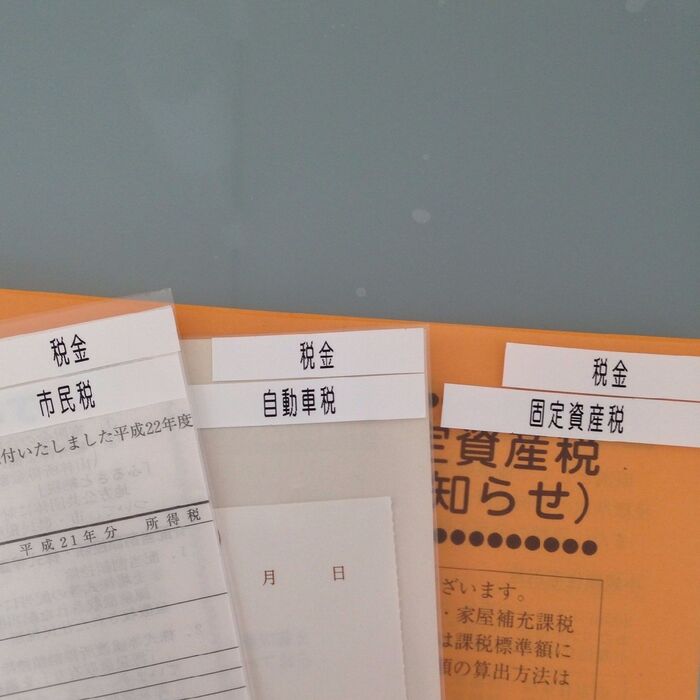 税金
市民税
付いたしました平成22年度
平成21年分 所得税
税金
自動車税
月 日
税金
固定資産税
定資産税
知らせ)
ざいます。
・家屋補充課税
は課税標準額に
額の算出方法は